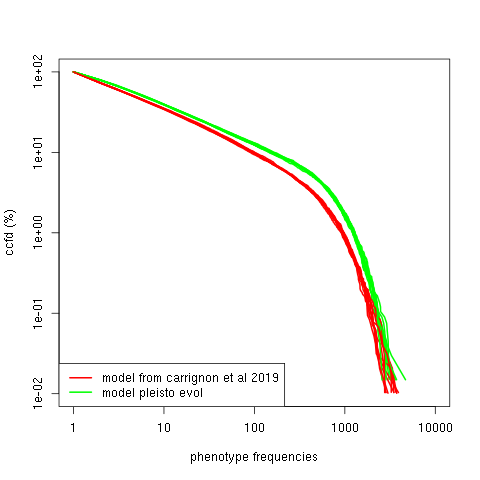 1e+02
1e+01
1e+00
1e-01
1e-02
ccfd (%)
model from carrignon et al 2019
model pleisto evol
1 10 100 1000 10000
phenotype frequencies